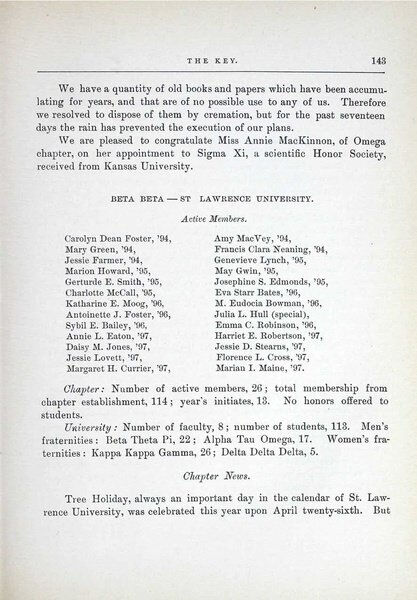 THE KEY. 143
We have a quantity of old books and papers which have been accumu-
lating for years, and that are of no possible use to any of us. Therefore
we resolved to dispose of them by cremation, but for the past seventeen
days the rain has prevented the execution of our plans.
We are pleased to congratulate Miss Annie MacKinnon, of Omega
chapter, on her appointment to Sigma Xi, a scientific Honor Society,
received from Kansas University.
BETA BETA — ST LAWRENCE UNIVERSITY.
Active Members.
Carolyn Dean Foster, '94,
Mary Green, '94,
Jessie Farmer, '94,
Marion Howard, '95,
Gerturde E. Smith, '95,
Charlotte McCall, '95,
Katharine E. Moog, '96,
Antoinette J. Foster, '96
Sybil E. Bailey, '96,
Annie L. Eaton, '97,
Daisy M. Jones, '97,
Jessie Lovett, '97,
Margaret H. Currier, '97,
Amy MacVey, '94,
Francis Clara Neaning, '94,
Genevieve Lynch, '95,
May Gwin, '95,
Josephine S. Edmonds, '95,
Eva Starr Bates, '96,
M. Eudocia Bowman, '96,
Julia L. Hull (special),
Emma C. Robinson, '96,
Harriet E. Robertson, '97,
Jessie D. Stearns, '97,
Florence L. Cross, '97,
Marian I. Maine, '97.
Chapter: Number of active members, 26; total membership from
chapter establishment, 114; year's initiates, 13. No honors offered to
students.
University: Number of faculty, 8; number of students, 113. Men's
fraternities: Beta Theta Pi, 22; Alpha Tau Omega, 17. Women's fra-
ternities: Kappa Kappa Gamma, 26; Delta Delta Delta, 5.
Chapter News.
Tree Holiday, always an important day in the calendar of St. Law-
rence University, was celebrated this year upon April twenty-sixth. But